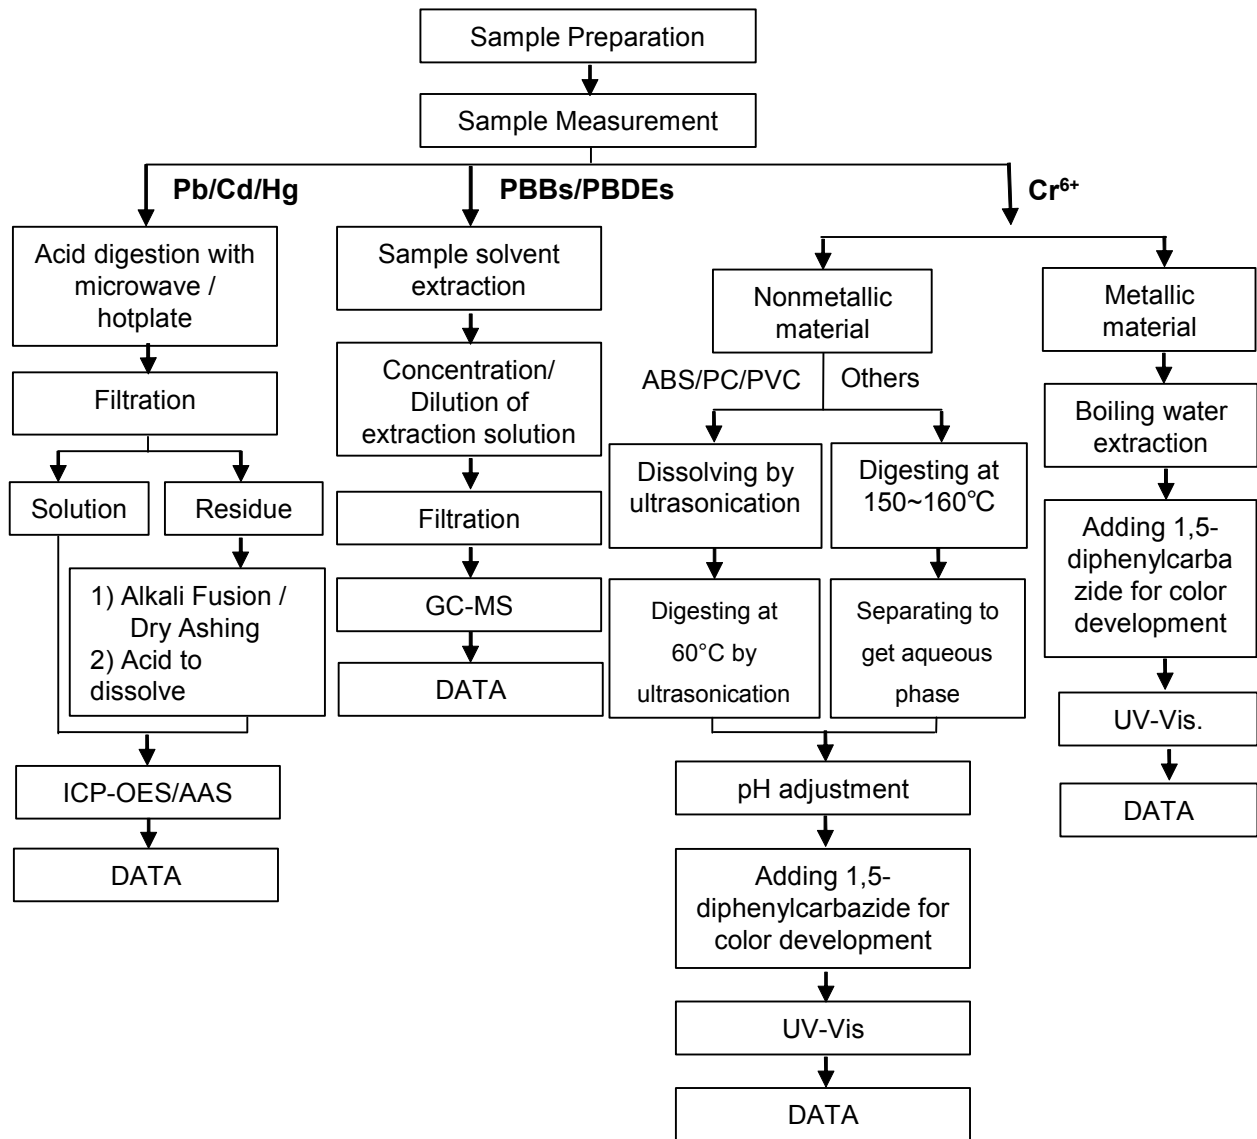 Sample Preparation
Sample Measurement
Pb/Cd/Hg
Acid digestion with
microwave /
hotplate
Filtration
Solution
Residue
1) Alkali Fusion /
Dry Ashing
2) Acid to
dissolve
ICP-OES/AAS
DATA
PBBs/PBDEs
Sample solvent
extraction
Concentration/
Dilution of
extraction solution
Filtration
GC-MS
DATA
Cr⁶⁺
Nonmetallic
material
ABS/PC/PVC
Others
Dissolving by
ultrasonication
Digesting at
60°C by
ultrasonication
Digesting at
150~160℃
Separating to
get aqueous
phase
pH adjustment
Adding 1,5-
diphenylcarbazide for
color development
UV-Vis
DATA
Metallic
material
Boiling water
extraction
Adding 1,5-
diphenylcarba
zide for color
development
UV-Vis.
DATA